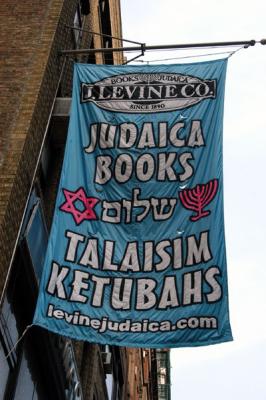 BOOKS JUDAICA
J. LEVINE CO.
SINCE 1890
JUDAICA
BOOKS
שלום
TALAISIM
KETUBAHS
levinejudaica.com